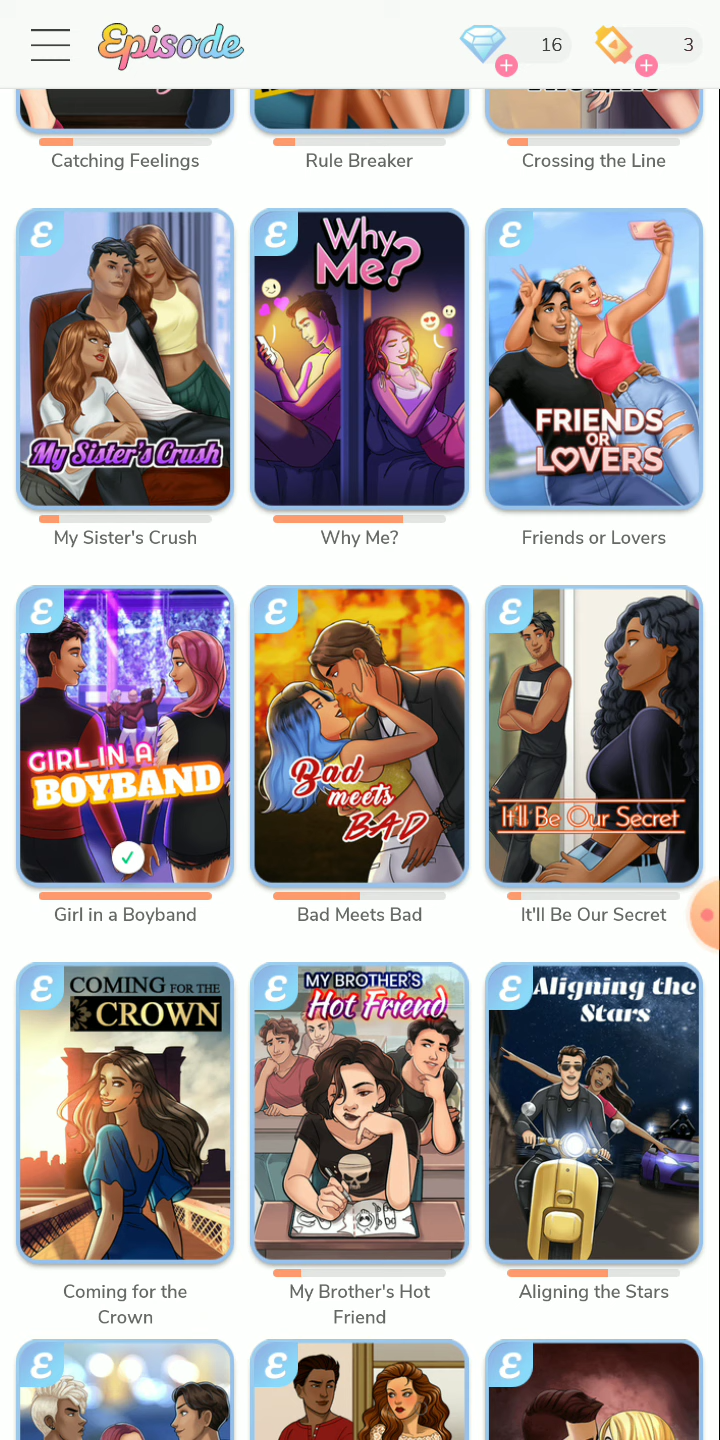 Episode
16
3
Catching Feelings
Rule Breaker
Crossing the Line
My Sister's Crush
Why Me?
FRIENDS OR LOVERS
My Sister's Crush
Why Me?
Friends or Lovers
GIRL IN A BOYBAND
Bad meets BAD
It'll Be Our Secret
Girl in a Boyband
Bad Meets Bad
It'll Be Our Secret
COMING FOR THE CROWN
MY BROTHER'S Hot Friend
Aligning the Stars
Coming for the
Crown
My Brother's Hot
Friend
Aligning the Stars